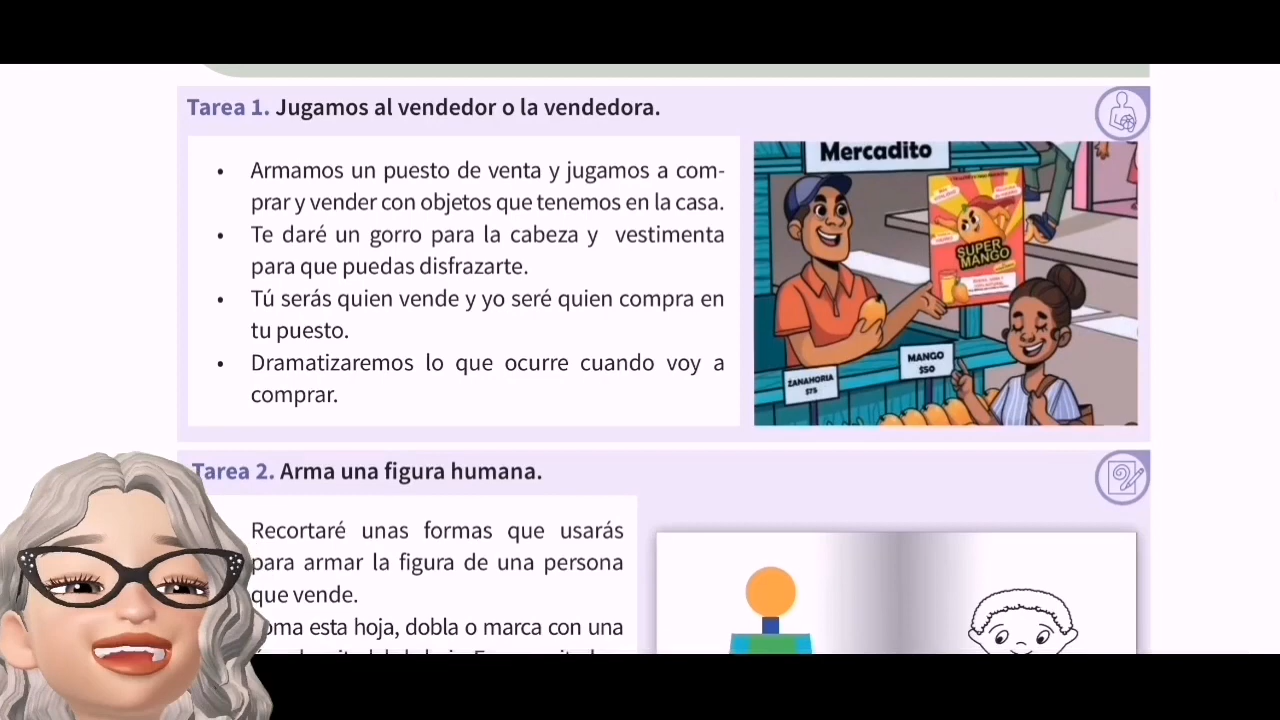 Tarea 1. Jugamos al vendedor o la vendedora.
• Armamos un puesto de venta y jugamos a com-
prar y vender con objetos que tenemos en la casa.
• Te daré un gorro para la cabeza y vestimenta
para que puedas disfrazarte.
• Tú serás quien vende y yo seré quien compra en
tu puesto.
• Dramatizaremos lo que ocurre cuando voy a
comprar.
Mercadito
SUPER
MANGO
MANGO
$50
ZANAHORIA
$75
Tarea 2. Arma una figura humana.
Recortaré unas formas que usarás
para armar la figura de una persona
que vende.
oma esta hoja, dobla o marca con una